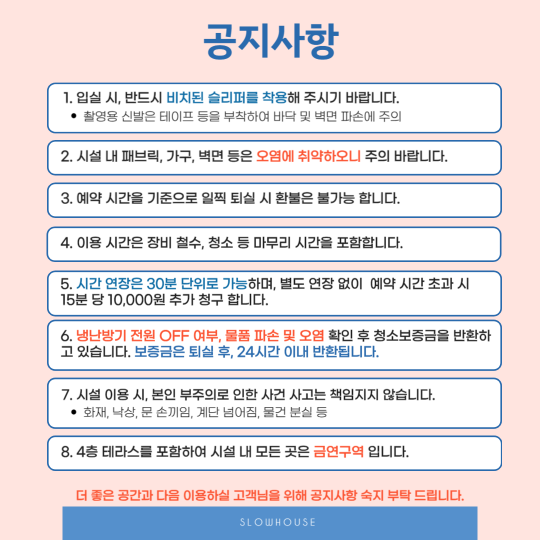 공지사항
1. 입실 시, 반드시 비치된 슬리퍼를 착용해 주시기 바랍니다.
• 촬영용 신발은 테이프 등을 부착하여 바닥 및 벽면 파손에 주의
2. 시설 내 패브릭, 가구, 벽면 등은 오염에 취약하오니 주의 바랍니다.
3. 예약 시간을 기준으로 일찍 퇴실 시 환불은 불가능 합니다.
4. 이용 시간은 장비 철수, 청소 등 마무리 시간을 포함합니다.
5. 시간 연장은 30분 단위로 가능하며, 별도 연장 없이 예약 시간 초과 시
15분 당 10,000원 추가 청구 합니다.
6. 냉난방기 전원 OFF 여부, 물품 파손 및 오염 확인 후 청소보증금을 반환하
고 있습니다. 보증금은 퇴실 후, 24시간 이내 반환됩니다.
7. 시설 이용 시, 본인 부주의로 인한 사건 사고는 책임지지 않습니다.
• 화재, 낙상, 문 손끼임, 계단 넘어짐, 물건 분실 등
8. 4층 테라스를 포함하여 시설 내 모든 곳은 금연구역 입니다.
더 좋은 공간과 다음 이용하실 고객님을 위해 공지사항 숙지 부탁 드립니다.
SLOWHOUSE